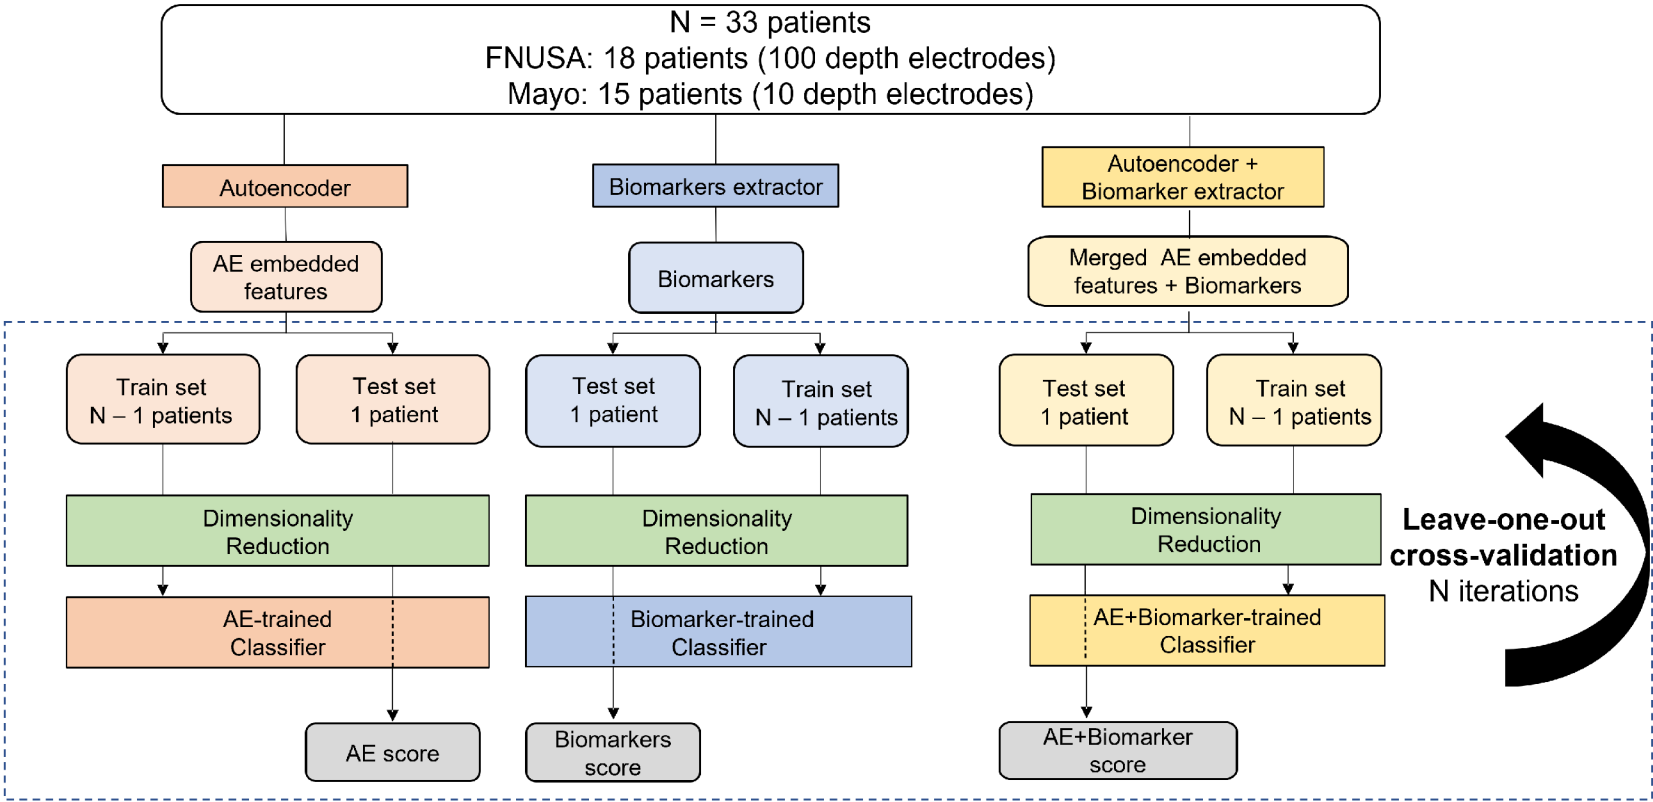 N = 33 patients
FNUSA: 18 patients (100 depth electrodes)
Mayo: 15 patients (10 depth electrodes)
Autoencoder
Biomarkers extractor
Autoencoder +
Biomarker extractor
AE embedded
features
Biomarkers
Merged AE embedded
features + Biomarkers
Train set
N – 1 patients
Test set
1 patient
Test set
1 patient
Train set
N – 1 patients
Test set
1 patient
Train set
N – 1 patients
Dimensionality
Reduction
Dimensionality
Reduction
Dimensionality
Reduction
Leave-one-out
cross-validation
N iterations
AE-trained
Classifier
Biomarker-trained
Classifier
AE+Biomarker-trained
Classifier
AE score
Biomarkers
score
AE+Biomarker
score